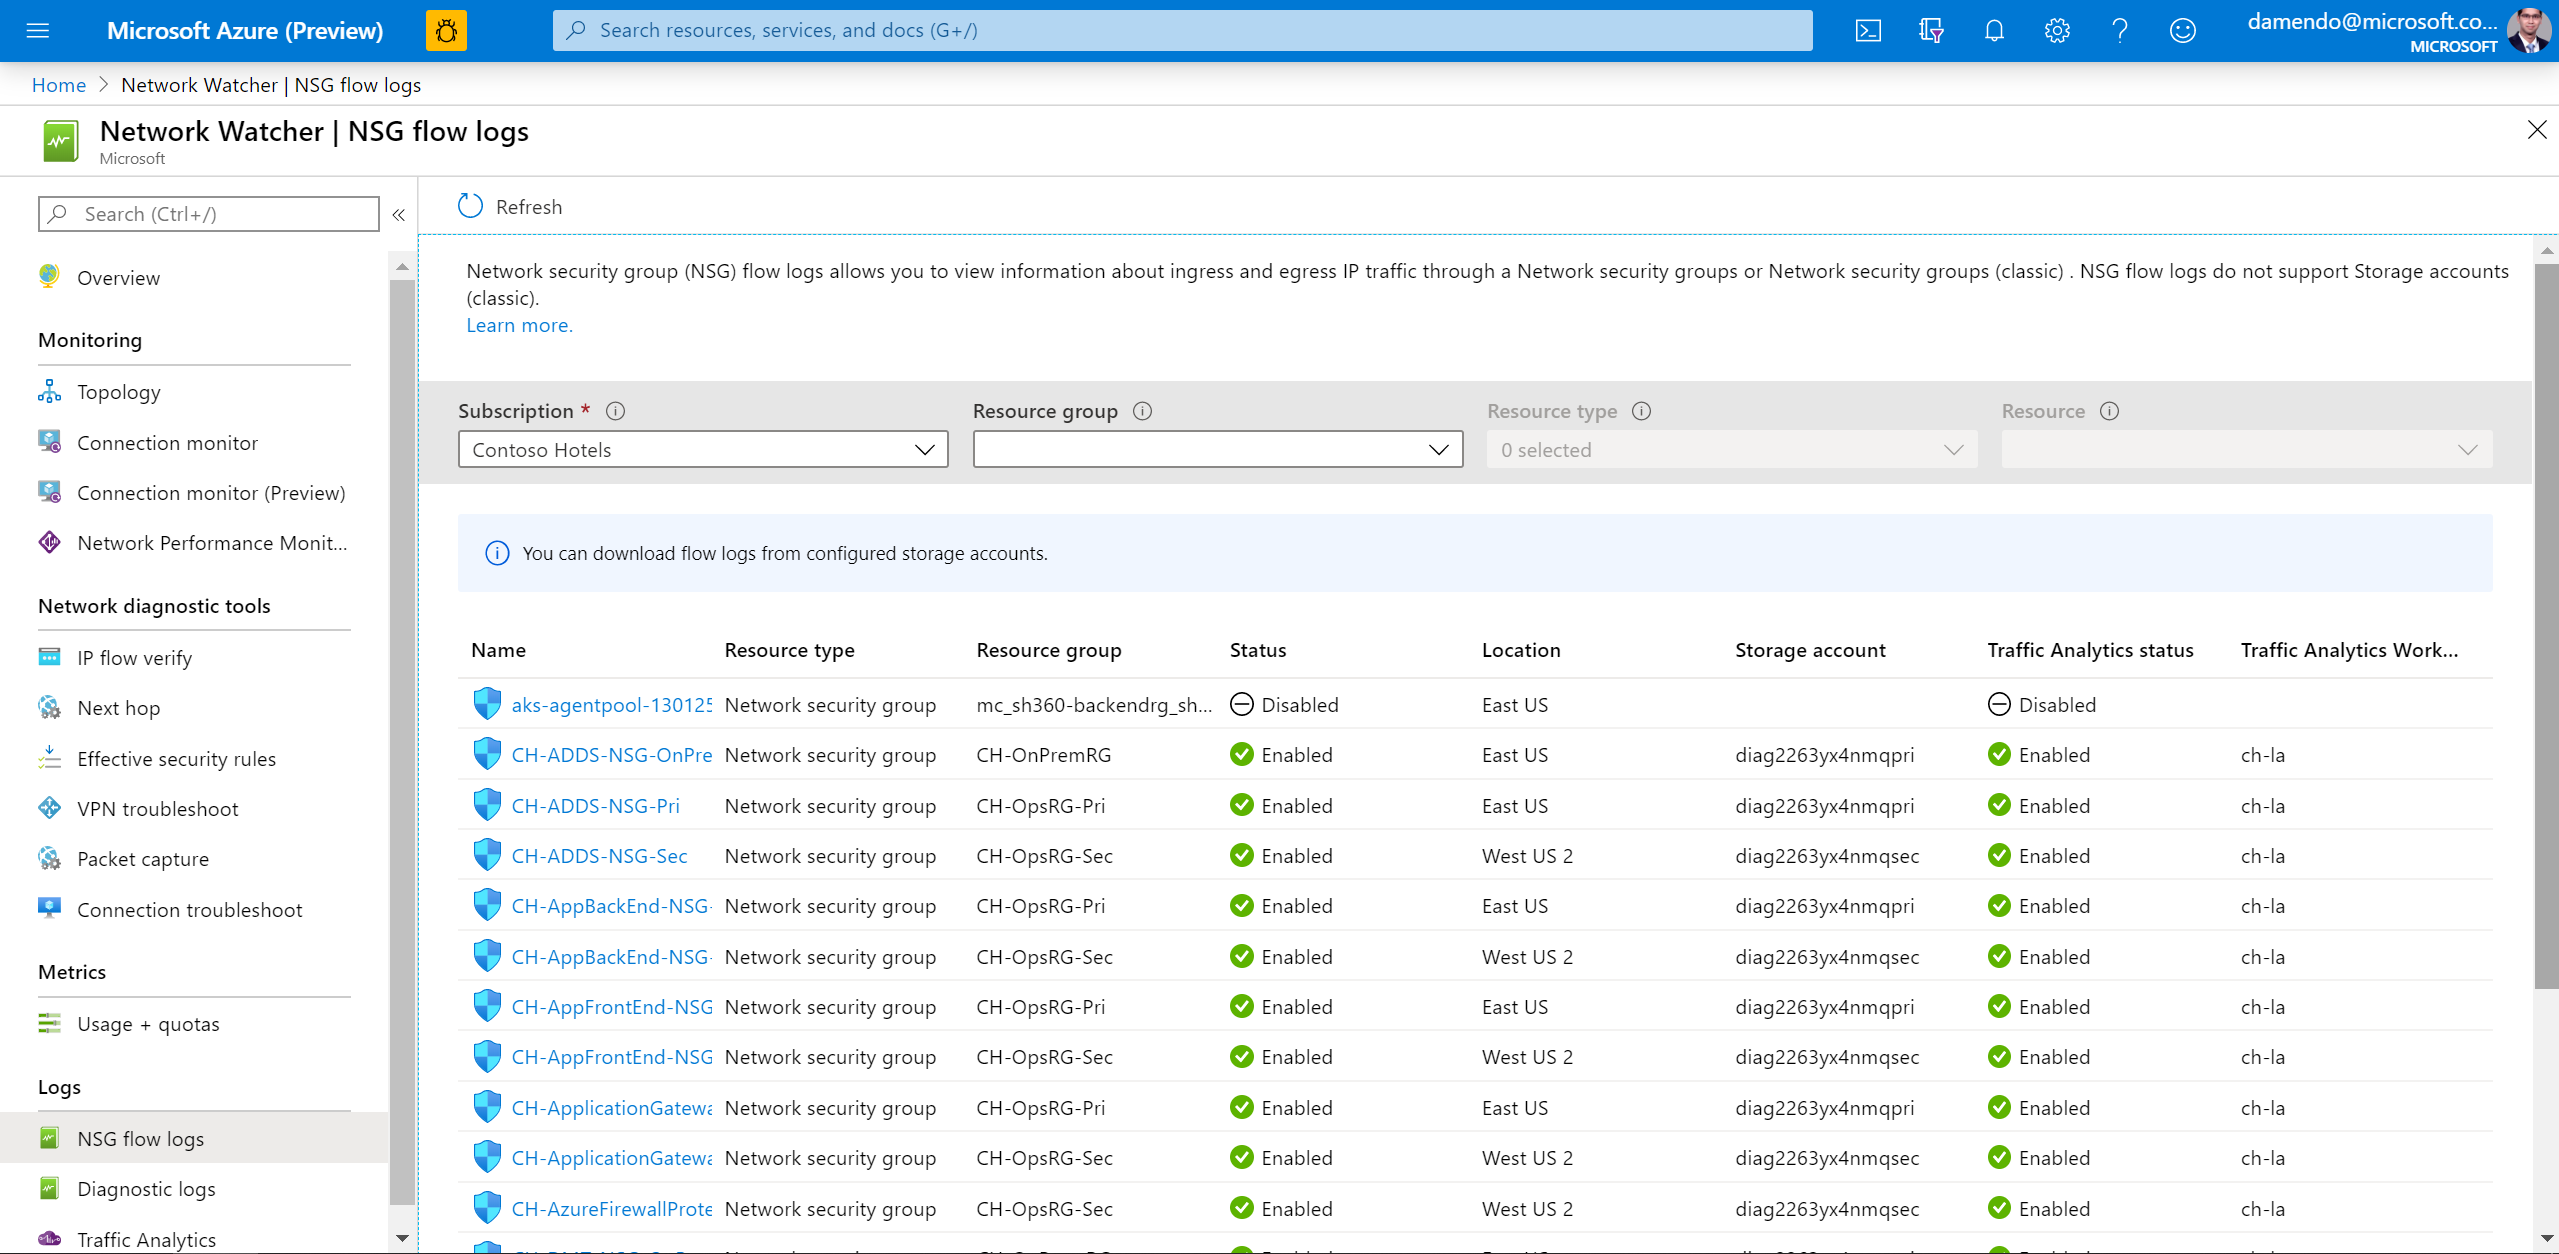 Microsoft Azure (Preview)
Search resources, services, and docs (G+/)
damendo@microsoft.co...
MICROSOFT
Home > Network Watcher | NSG flow logs
Network Watcher | NSG flow logs
Microsoft
Search (Ctrl+/)
«
Overview
Monitoring
Topology
Connection monitor
Connection monitor (Preview)
Network Performance Monit...
Network diagnostic tools
IP flow verify
Next hop
Effective security rules
VPN troubleshoot
Packet capture
Connection troubleshoot
Metrics
Usage + quotas
Logs
NSG flow logs
Diagnostic logs
Traffic Analytics
Refresh
Network security group (NSG) flow logs allows you to view information about ingress and egress IP traffic through a Network security groups or Network security groups (classic) . NSG flow logs do not support Storage accounts
(classic).
Learn more.
Subscription * Resource group Resource type Resource
Contoso Hotels 0 selected
You can download flow logs from configured storage accounts.
Name Resource type Resource group Status Location Storage account Traffic Analytics status Traffic Analytics Work...
aks-agentpool-130125 Network security group mc_sh360-backendrg_sh... Disabled East US Disabled
CH-ADDS-NSG-OnPre Network security group CH-OnPremRG Enabled East US diag2263yx4nmqpri Enabled ch-la
CH-ADDS-NSG-Pri Network security group CH-OpsRG-Pri Enabled East US diag2263yx4nmqpri Enabled ch-la
CH-ADDS-NSG-Sec Network security group CH-OpsRG-Sec Enabled West US 2 diag2263yx4nmqsec Enabled ch-la
CH-AppBackEnd-NSG- Network security group CH-OpsRG-Pri Enabled East US diag2263yx4nmqpri Enabled ch-la
CH-AppBackEnd-NSG- Network security group CH-OpsRG-Sec Enabled West US 2 diag2263yx4nmqsec Enabled ch-la
CH-AppFrontEnd-NSG Network security group CH-OpsRG-Pri Enabled East US diag2263yx4nmqpri Enabled ch-la
CH-AppFrontEnd-NSG Network security group CH-OpsRG-Sec Enabled West US 2 diag2263yx4nmqsec Enabled ch-la
CH-ApplicationGatewa Network security group CH-OpsRG-Pri Enabled East US diag2263yx4nmqpri Enabled ch-la
CH-ApplicationGatewa Network security group CH-OpsRG-Sec Enabled West US 2 diag2263yx4nmqsec Enabled ch-la
CH-AzureFirewallProte Network security group CH-OpsRG-Sec Enabled West US 2 diag2263yx4nmqsec Enabled ch-la